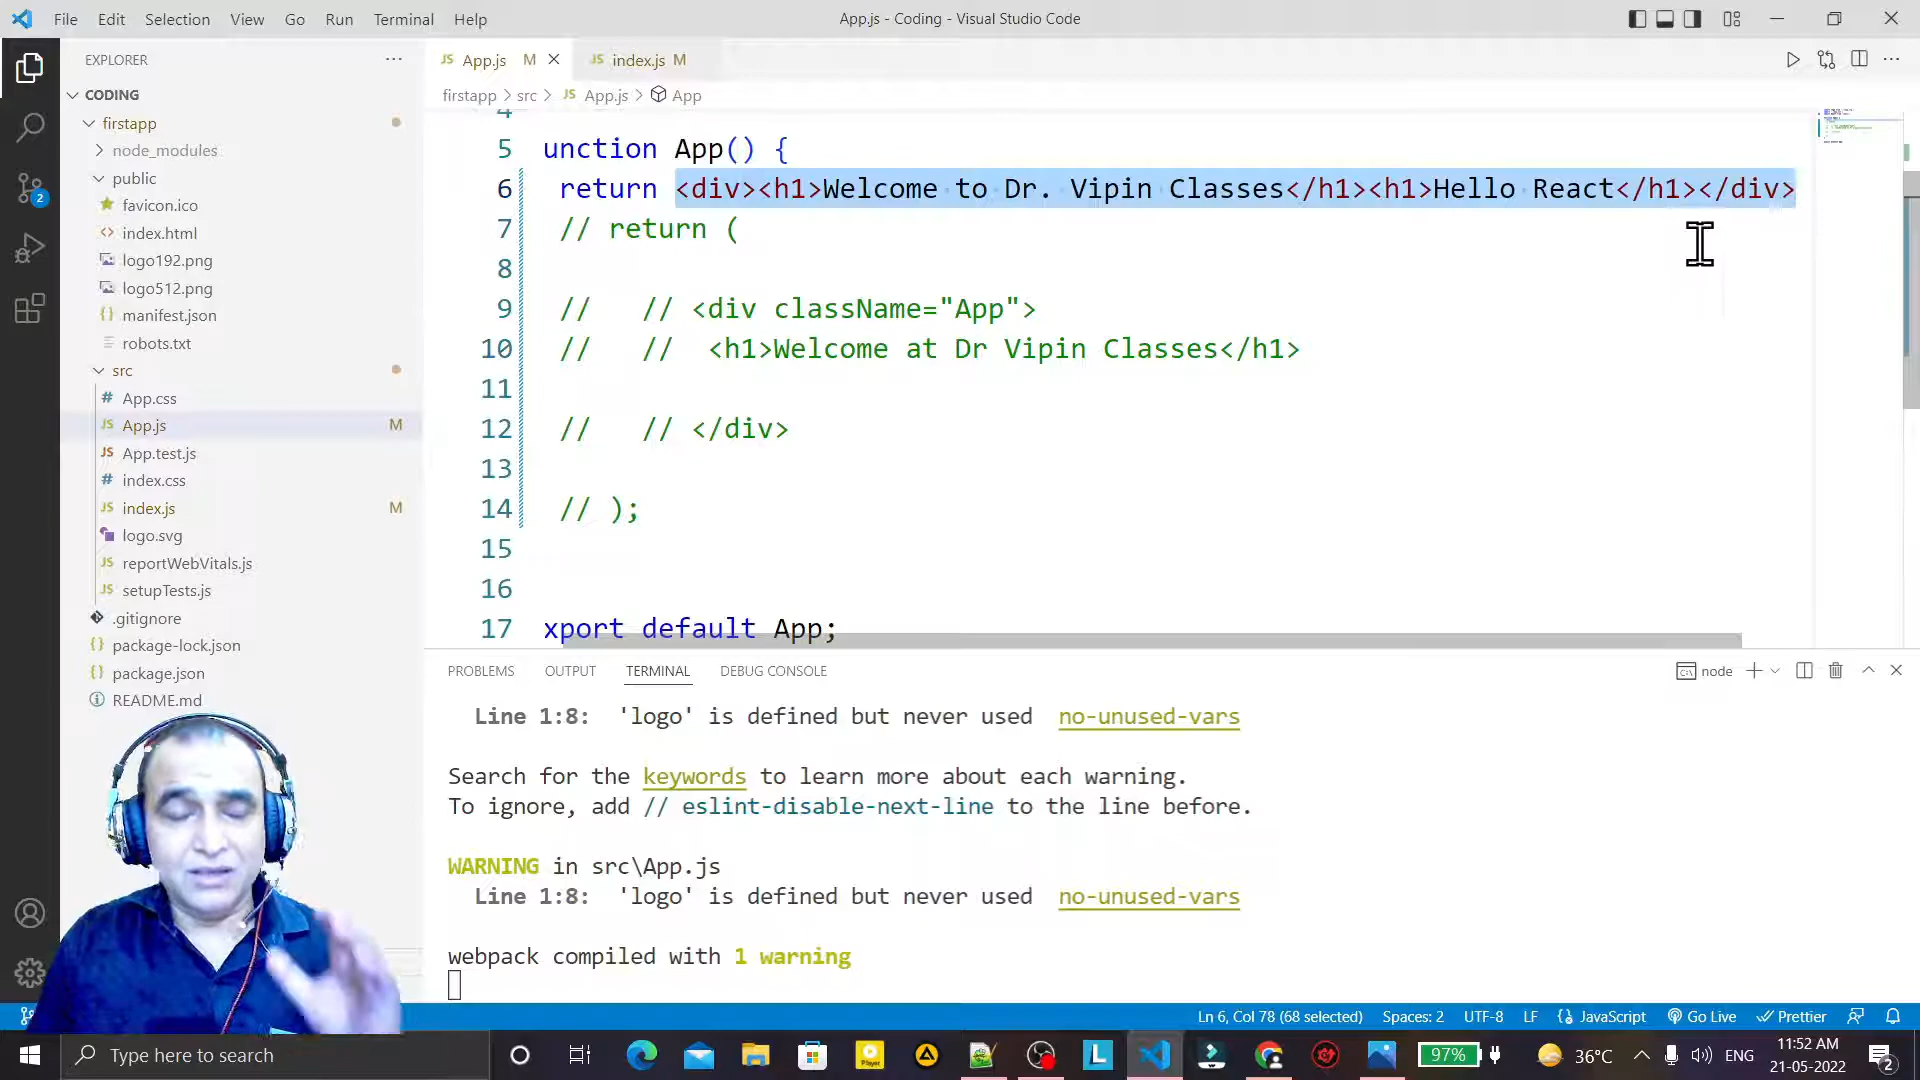 File Edit Selection View Go Run Terminal Help
App.js - Coding - Visual Studio Code
EXPLORER
CODING
firstapp
node_modules
public
favicon.ico
index.html
logo192.png
logo512.png
manifest.json
robots.txt
src
App.css
App.js M
App.test.js
index.css
index.js M
logo.svg
reportWebVitals.js
setupTests.js
.gitignore
package-lock.json
package.json
README.md
2
JS App.js M
JS index.js M
firstapp > src > JS App.js > App
4
5 unction App() {
6 return <div><h1>Welcome to Dr. Vipin Classes</h1><h1>Hello React</h1></div>
7 // return (
8
9 // // <div className="App">
10 // // <h1>Welcome at Dr Vipin Classes</h1>
11
12 // // </div>
13
14 // );
15
16
17 xport default App;
PROBLEMS OUTPUT TERMINAL DEBUG CONSOLE
node
Line 1:8: 'logo' is defined but never used no-unused-vars
Search for the keywords to learn more about each warning.
To ignore, add // eslint-disable-next-line to the line before.
WARNING in src\App.js
Line 1:8: 'logo' is defined but never used no-unused-vars
webpack compiled with 1 warning
Ln 6, Col 78 (68 selected) Spaces: 2 UTF-8 LF {} JavaScript Go Live Prettier
Type here to search
Player
L
97%
36°C
ENG
11:52 AM
21-05-2022
2